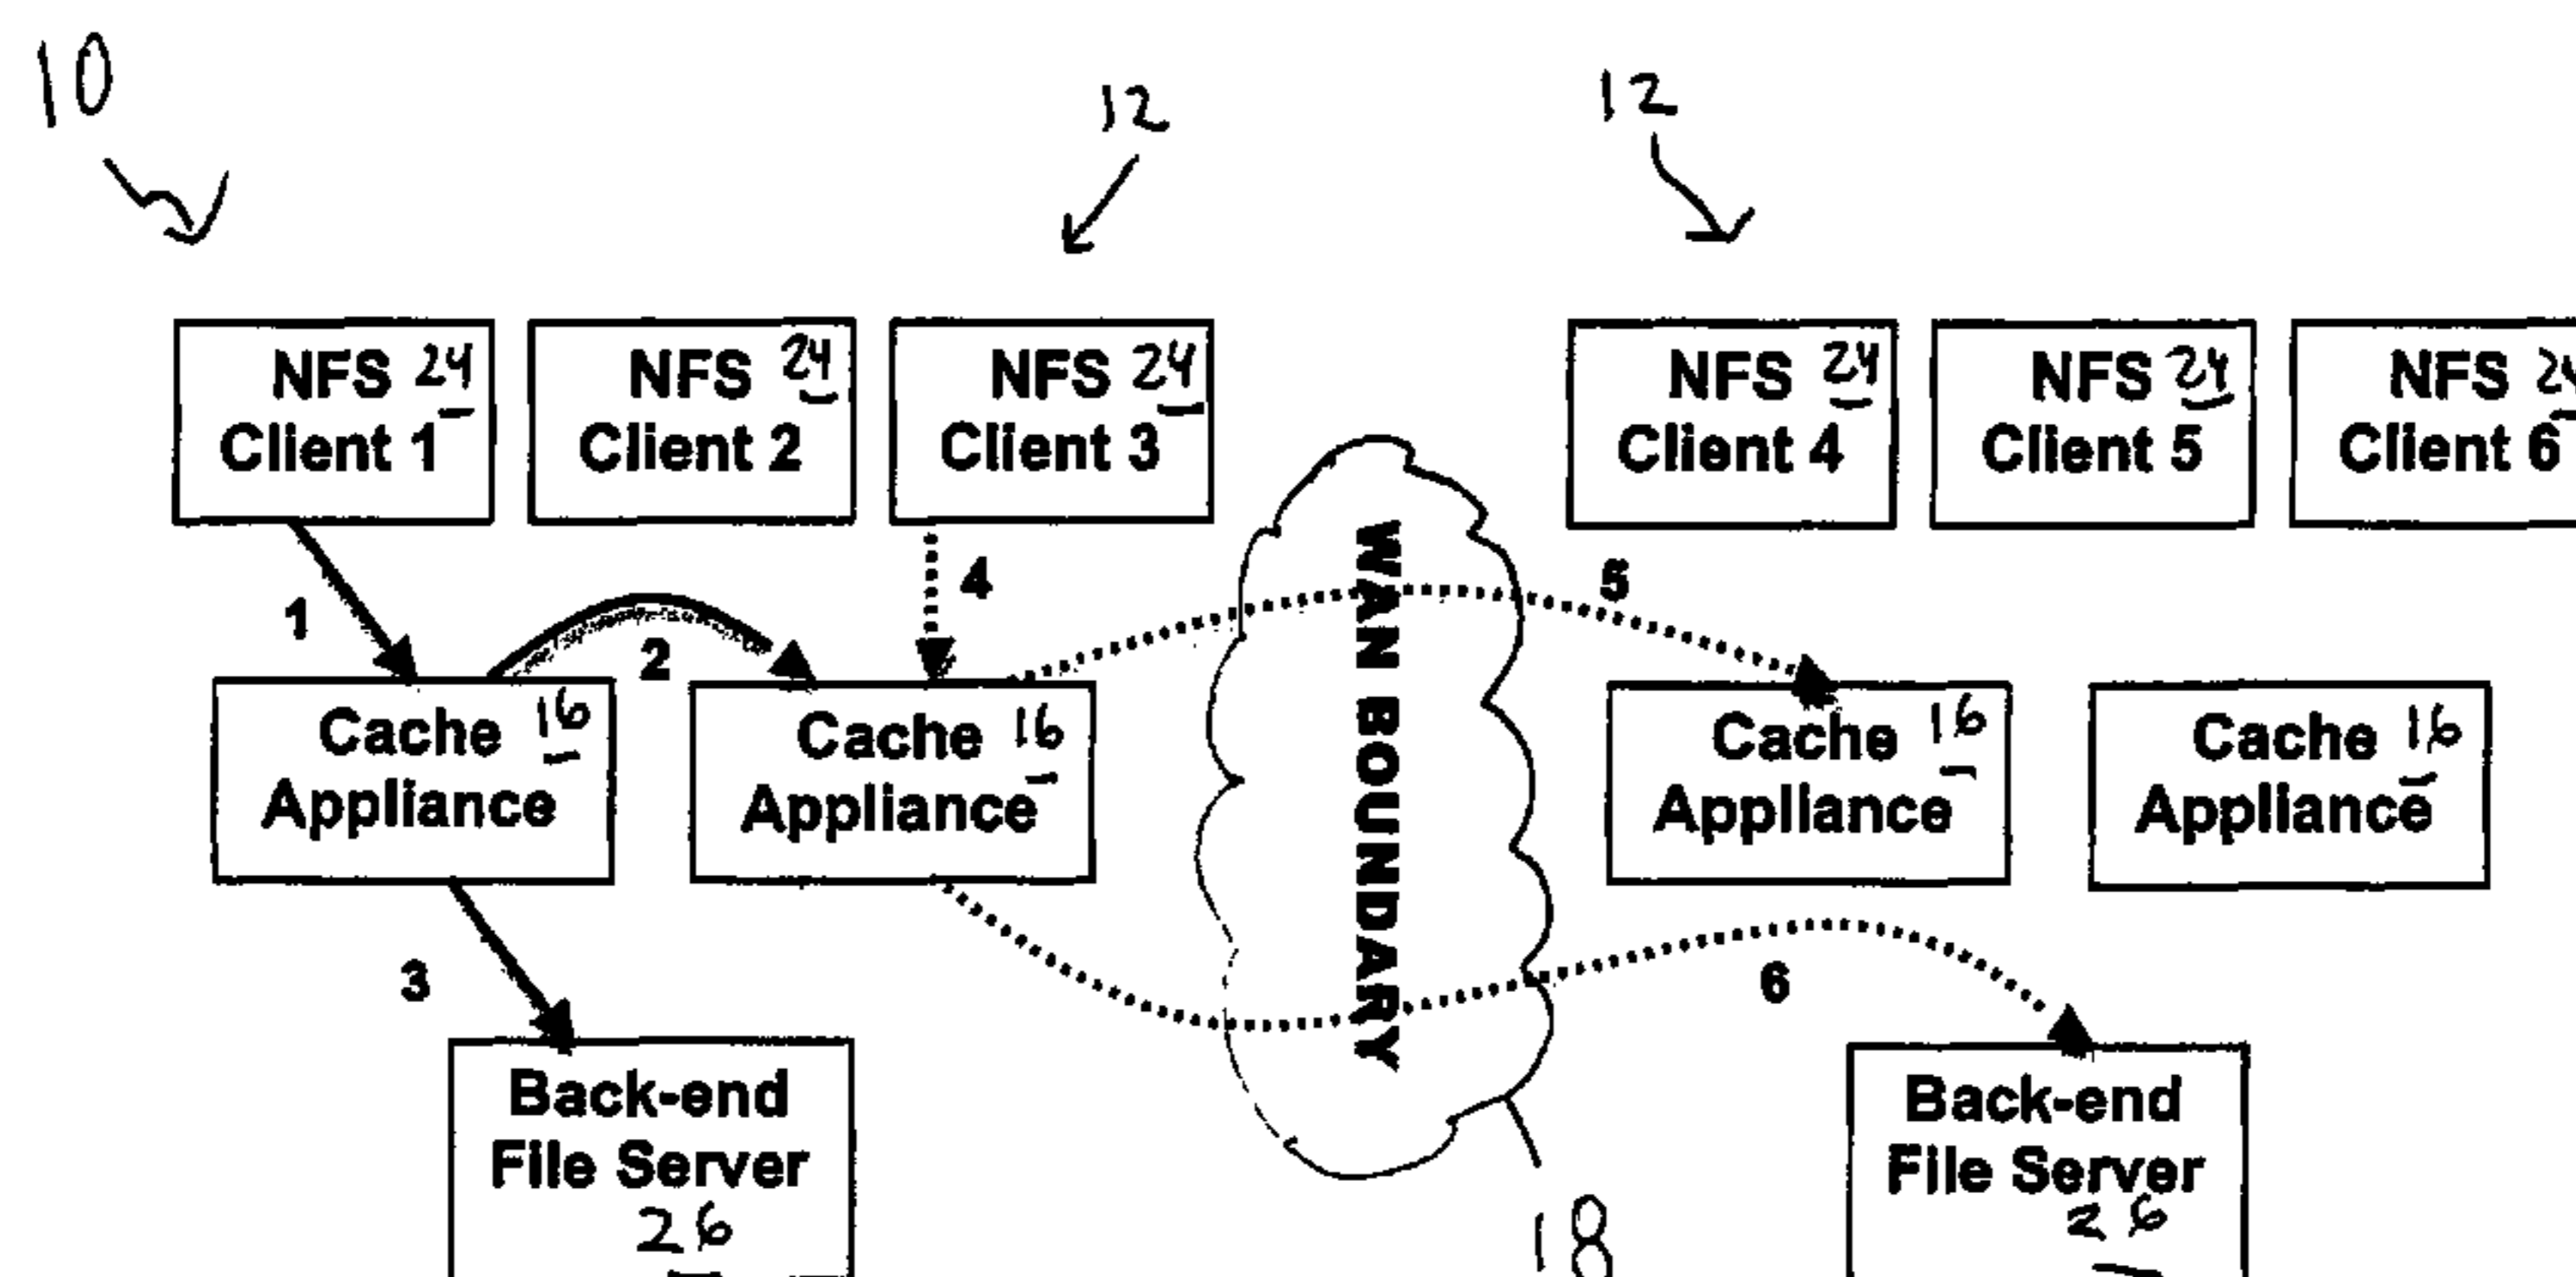 10
12
12
NFS 24
Client 1
NFS 24
Client 2
NFS 24
Client 3
NFS 24
Client 4
NFS 24
Client 5
NFS 24
Client 6
1
2
4
5
WAN BOUNDARY
Cache 16
Appliance
Cache 16
Appliance
Cache 16
Appliance
Cache 16
Appliance
3
6
Back-end
File Server
26
18
Back-end
File Server
26